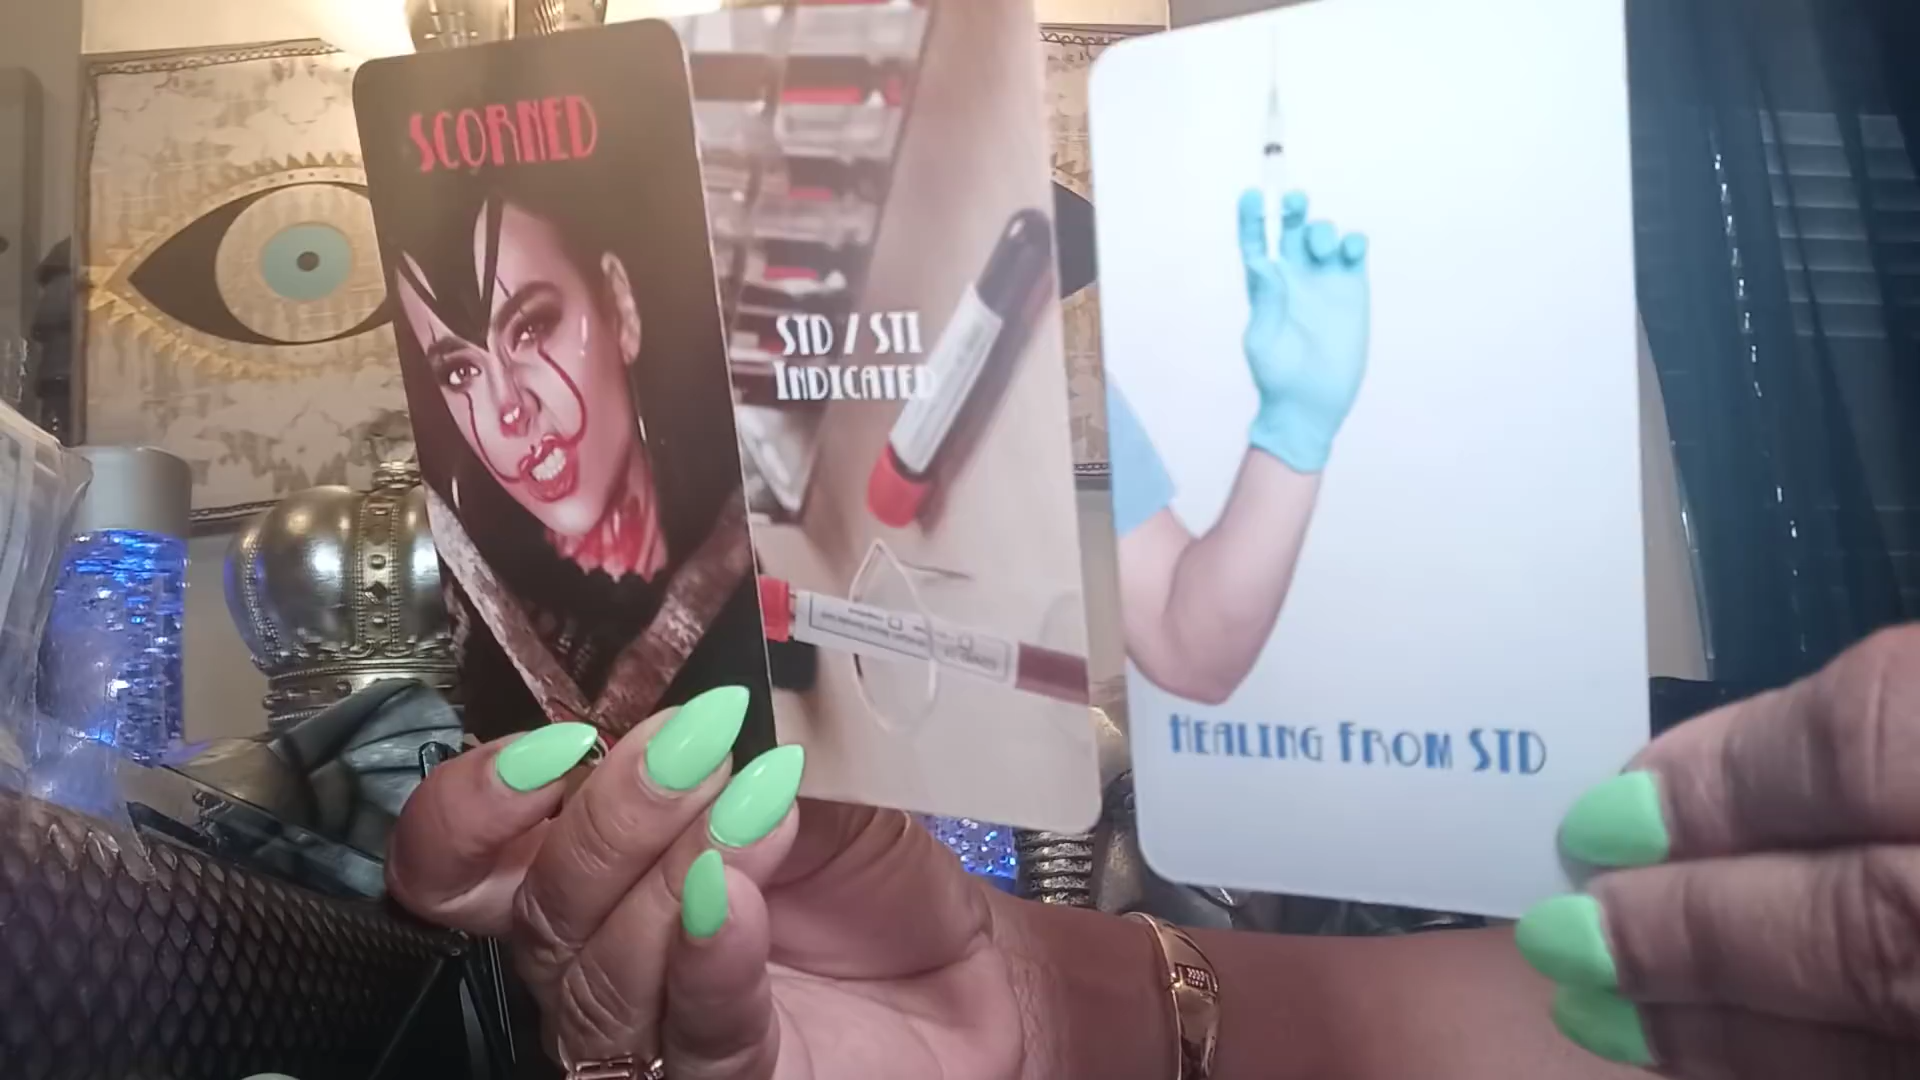 SCORNED
STD / STI
INDICATED
HEALING FROM STD